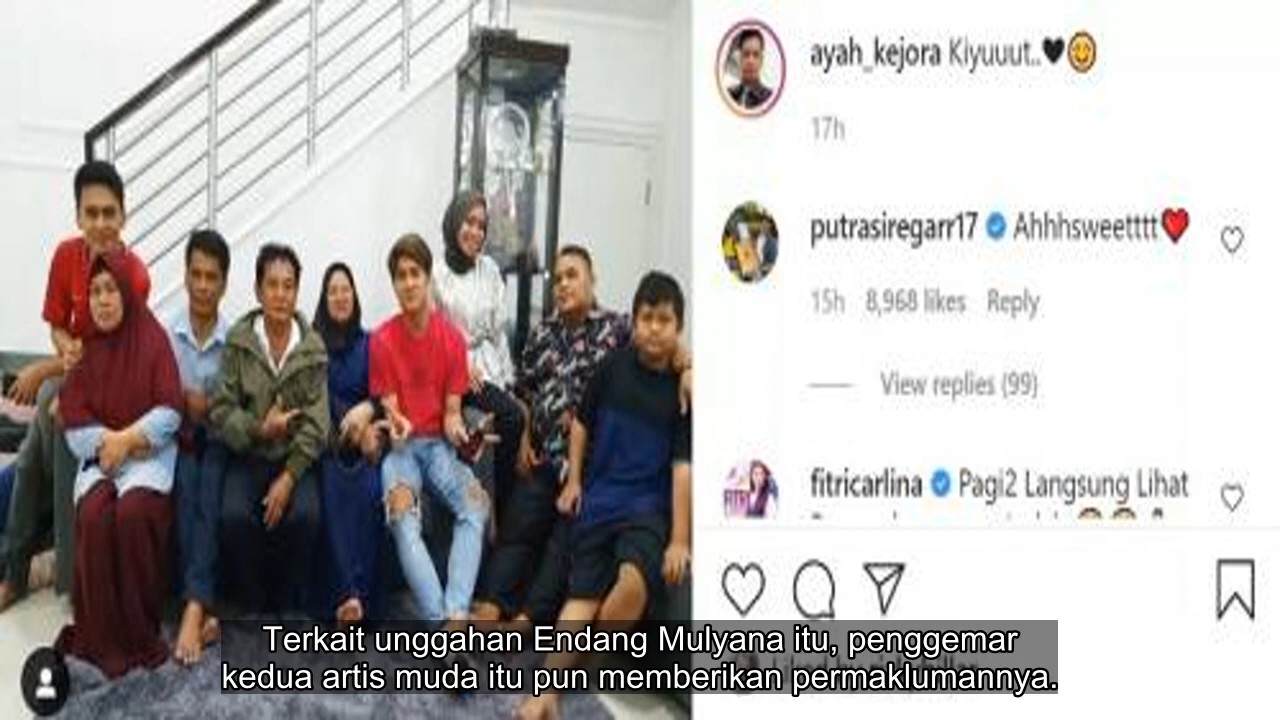 ayah_kejora Kiyuuut..🖤😊
17h
putrasiregarr17 Ahhhsweetttt❤️
15h 8,968 likes Reply
View replies (99)
fitricarlina Pagi2 Langsung Lihat
Terkait unggahan Endang Mulyana itu, penggemar
kedua artis muda itu pun memberikan permaklumannya.